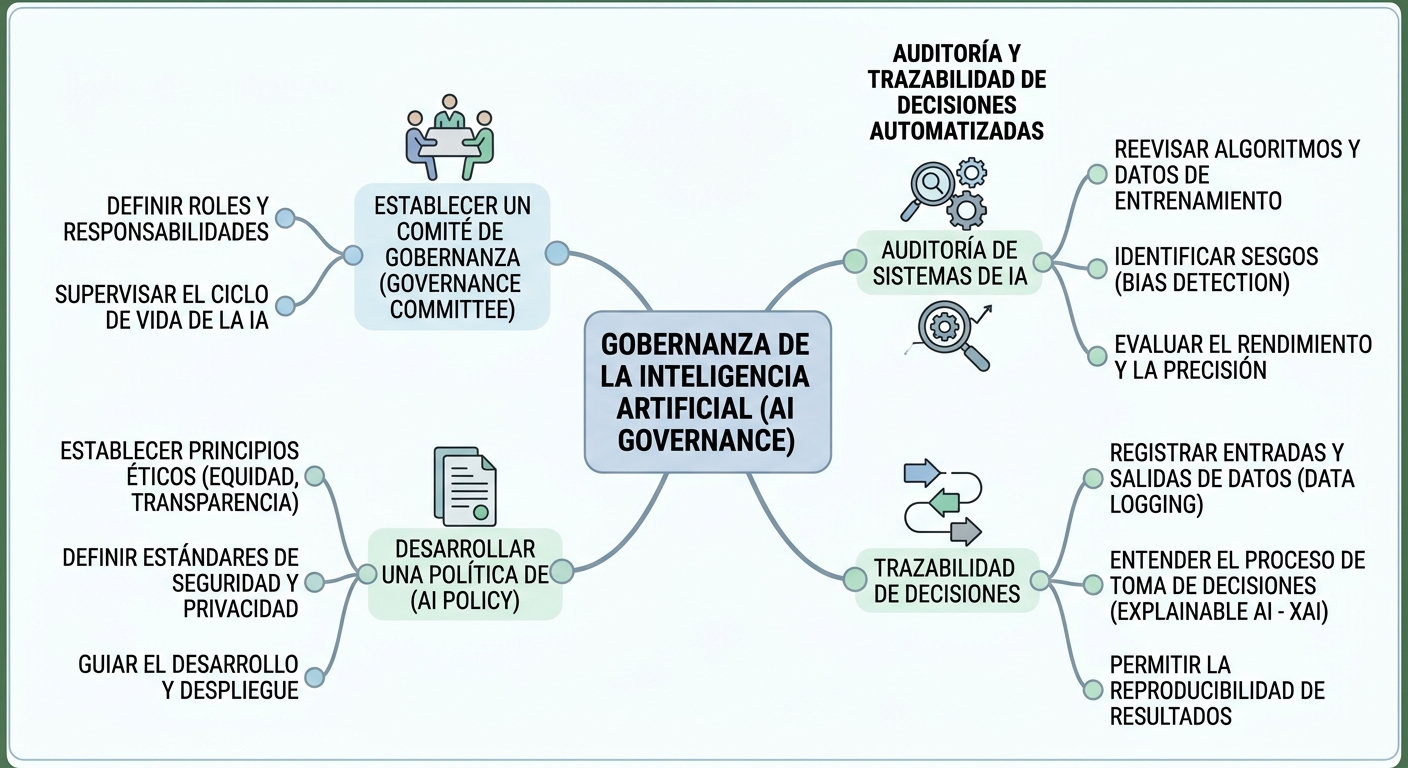 GOBERNANZA DE
LA INTELIGENCIA
ARTIFICIAL (AI
GOVERNANCE)
ESTABLECER UN
COMITÉ DE
GOBERNANZA
(GOVERNANCE
COMMITTEE)
DEFINIR ROLES Y
RESPONSABILIDADES
SUPERVISAR EL CICLO
DE VIDA DE LA IA
DESARROLLAR
UNA POLÍTICA DE
(AI POLICY)
ESTABLECER PRINCIPIOS
ÉTICOS (EQUIDAD,
TRANSPARENCIA)
DEFINIR ESTÁNDARES DE
SEGURIDAD Y
PRIVACIDAD
GUIAR EL DESARROLLO
Y DESPLIEGUE
AUDITORÍA Y
TRAZABILIDAD DE
DECISIONES
AUTOMATIZADAS
AUDITORÍA DE
SISTEMAS DE IA
REEVISAR ALGORITMOS Y
DATOS DE
ENTRENAMIENTO
IDENTIFICAR SESGOS
(BIAS DETECTION)
EVALUAR EL RENDIMIENTO
Y LA PRECISIÓN
TRAZABILIDAD
DE DECISIONES
REGISTRAR ENTRADAS Y
SALIDAS DE DATOS (DATA
LOGGING)
ENTENDER EL PROCESO DE
TOMA DE DECISIONES
(EXPLAINABLE AI - XAI)
PERMITIR LA
REPRODUCIBILIDAD DE
RESULTADOS